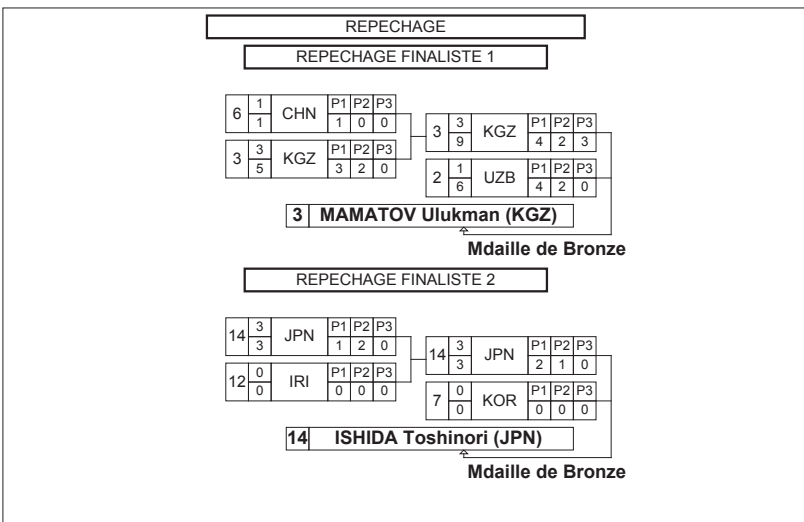 REPECHAGE
REPECHAGE FINALISTE 1
6 1 CHN P1 P2 P3
1 1 0 0
3 3 KGZ P1 P2 P3
5 3 2 0
3 3 KGZ P1 P2 P3
9 4 2 3
2 1 UZB P1 P2 P3
6 4 2 0
3 MAMATOV Ulukman (KGZ)
Mdaille de Bronze
REPECHAGE FINALISTE 2
14 3 JPN P1 P2 P3
3 1 2 0
12 0 IRI P1 P2 P3
0 0 0 0
14 3 JPN P1 P2 P3
3 2 1 0
7 0 KOR P1 P2 P3
0 0 0 0
14 ISHIDA Toshinori (JPN)
Mdaille de Bronze